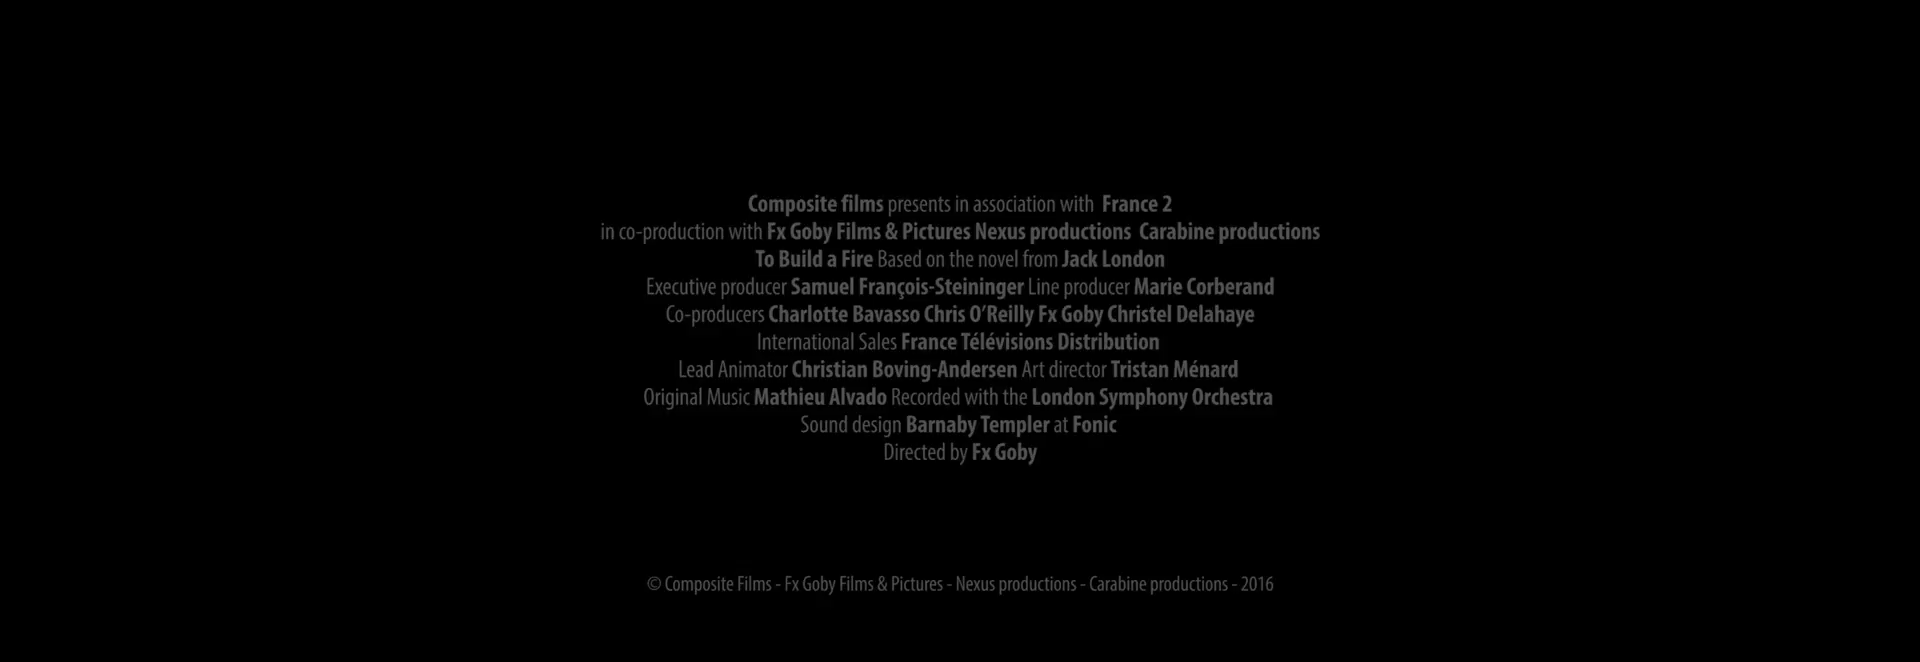 Composite films presents in association with France 2
in co-production with Fx Goby Films & Pictures Nexus productions Carabine productions
To Build a Fire Based on the novel from Jack London
Executive producer Samuel François-Steininger Line producer Marie Corberand
Co-producers Charlotte Bavasso Chris O’Reilly Fx Goby Christel Delahaye
International Sales France Télévisions Distribution
Lead Animator Christian Boving-Andersen Art director Tristan Ménard
Original Music Mathieu Alvado Recorded with the London Symphony Orchestra
Sound design Barnaby Templer at Fonic
Directed by Fx Goby
© Composite Films - Fx Goby Films & Pictures - Nexus productions - Carabine productions - 2016